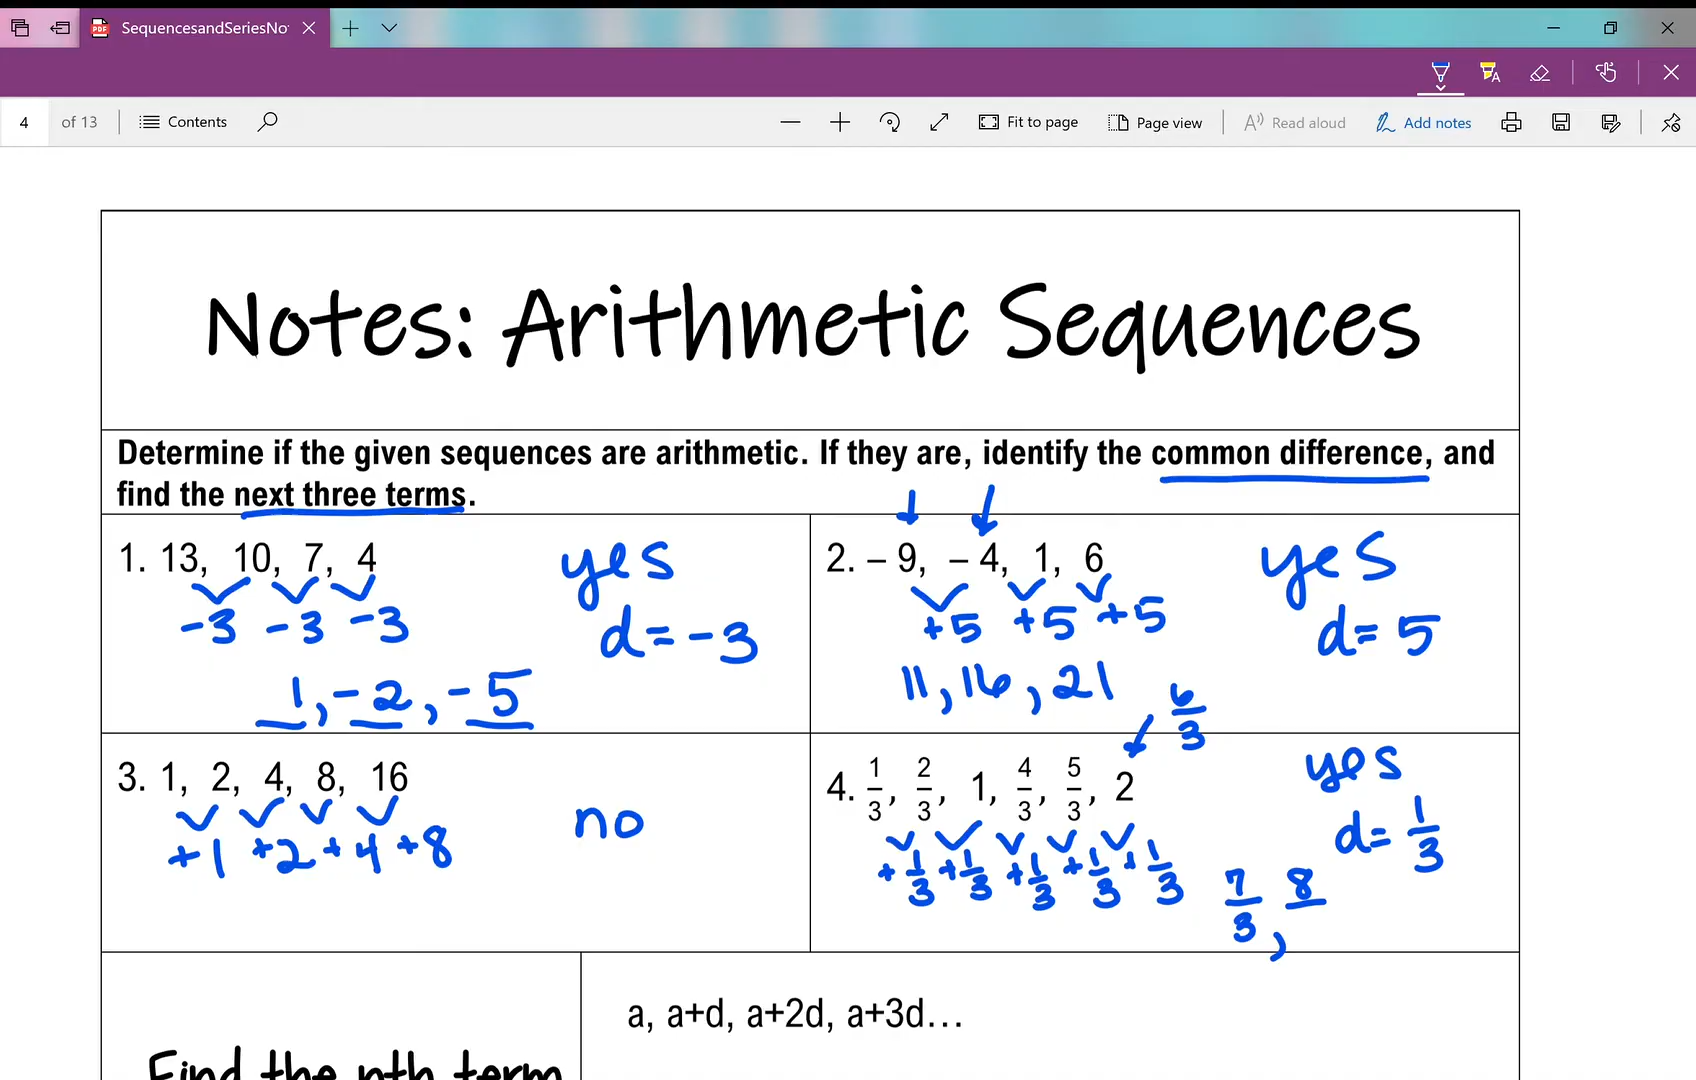 SequencesandSeriesNo
4 of 13 Contents Fit to page Page view Read aloud Add notes
Notes: Arithmetic Sequences
Determine if the given sequences are arithmetic. If they are, identify the common difference, and
find the next three terms.
1. 13, 10, 7, 4 yes
-3 -3 -3 d = -3
1, -2, -5
2. – 9, – 4, 1, 6 yes
+5 +5 +5 d = 5
11, 16, 21
3. 1, 2, 4, 8, 16 no
+1 +2 +4 +8
6/3
4. 1/3, 2/3, 1, 4/3, 5/3, 2 yes
+1/3 +1/3 +1/3 +1/3 +1/3 d = 1/3
7/3, 8
a, a+d, a+2d, a+3d…
Find the nth term